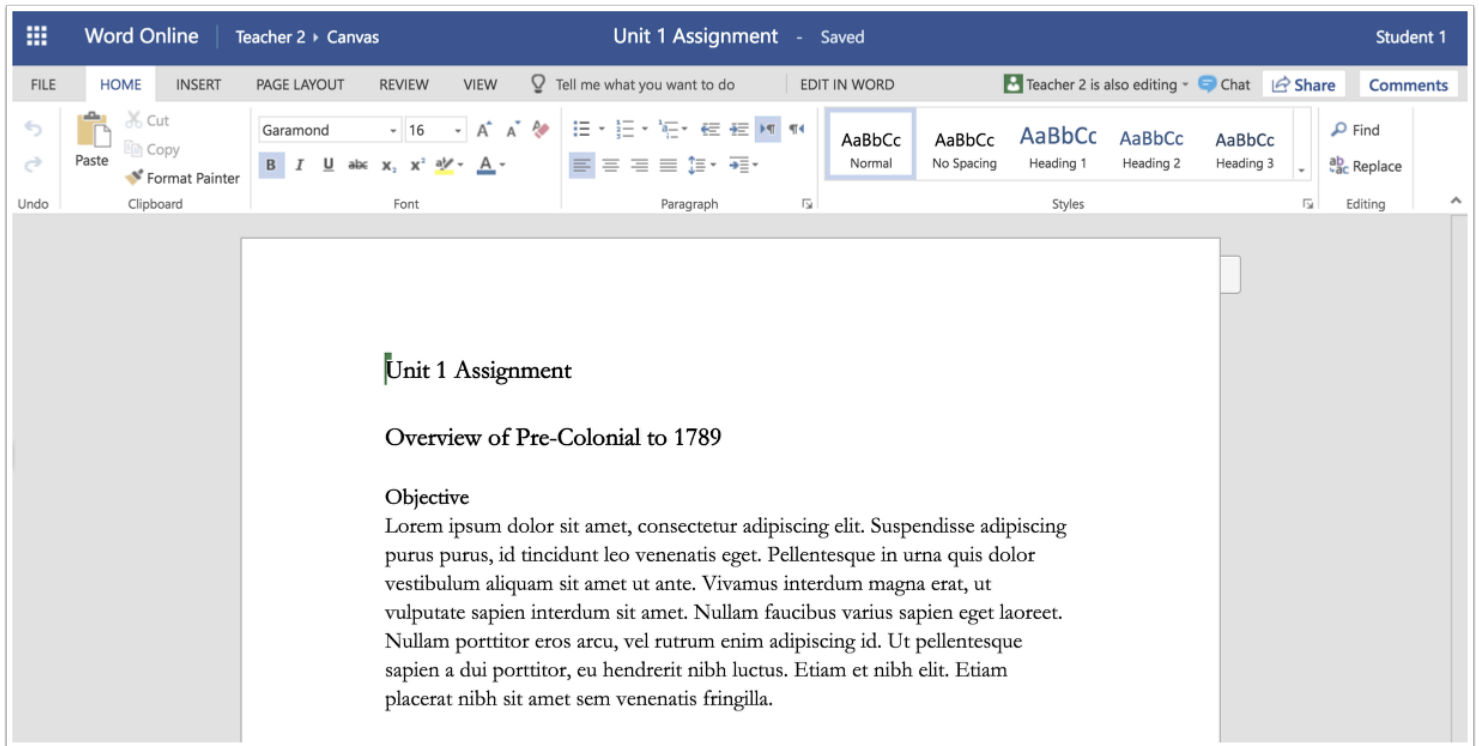 Word Online Teacher 2 ▸ Canvas Unit 1 Assignment - Saved Student 1
FILE HOME INSERT PAGE LAYOUT REVIEW VIEW Tell me what you want to do EDIT IN WORD Teacher 2 is also editing Chat Share Comments
Cut
Copy
Paste
Format Painter
Undo
Clipboard
Garamond 16 A A
B I U abc x₂ x² ab A
Font
Paragraph
AaBbCc AaBbCc AaBbCc AaBbCc AaBbCc
Normal No Spacing Heading 1 Heading 2 Heading 3
Styles
Find
Replace
Editing
Unit 1 Assignment
Overview of Pre-Colonial to 1789
Objective
Lorem ipsum dolor sit amet, consectetur adipiscing elit. Suspendisse adipiscing
purus purus, id tincidunt leo venenatis eget. Pellentesque in urna quis dolor
vestibulum aliquam sit amet ut ante. Vivamus interdum magna erat, ut
vulputate sapien interdum sit amet. Nullam faucibus varius sapien eget laoreet.
Nullam porttitor eros arcu, vel rutrum enim adipiscing id. Ut pellentesque
sapien a dui porttitor, eu hendrerit nibh luctus. Etiam et nibh elit. Etiam
placerat nibh sit amet sem venenatis fringilla.